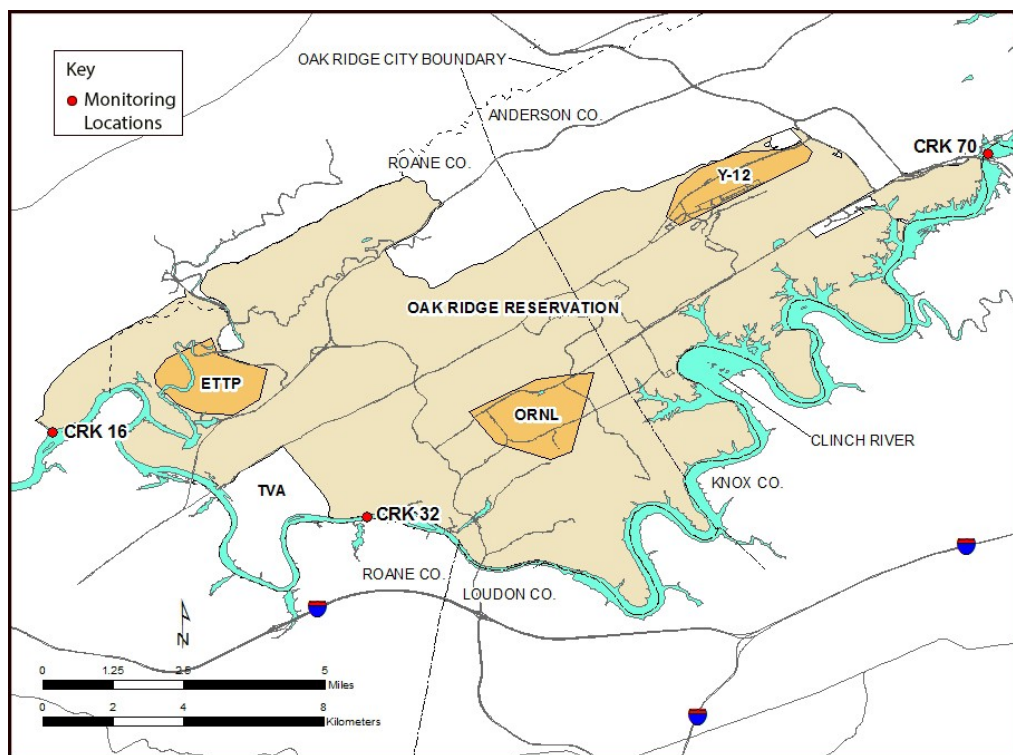 Key
Monitoring
Locations
OAK RIDGE CITY BOUNDARY
ANDERSON CO.
ROANE CO.
CRK 70
Y-12
OAK RIDGE RESERVATION
ETTP
ORNL
CRK 16
CLINCH RIVER
KNOX CO.
TVA
CRK 32
ROANE CO.
LOUDON CO.
N
0 1.25 2.5 5
Miles
0 2 4 8
Kilometers